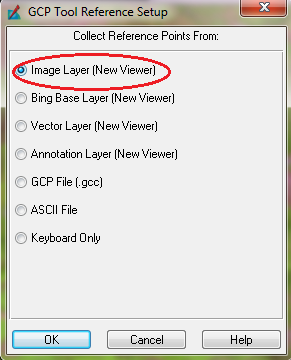 GCP Tool Reference Setup
Collect Reference Points From:
Image Layer (New Viewer)
Bing Base Layer (New Viewer)
Vector Layer (New Viewer)
Annotation Layer (New Viewer)
GCP File (.gcc)
ASCII File
Keyboard Only
OK Cancel Help